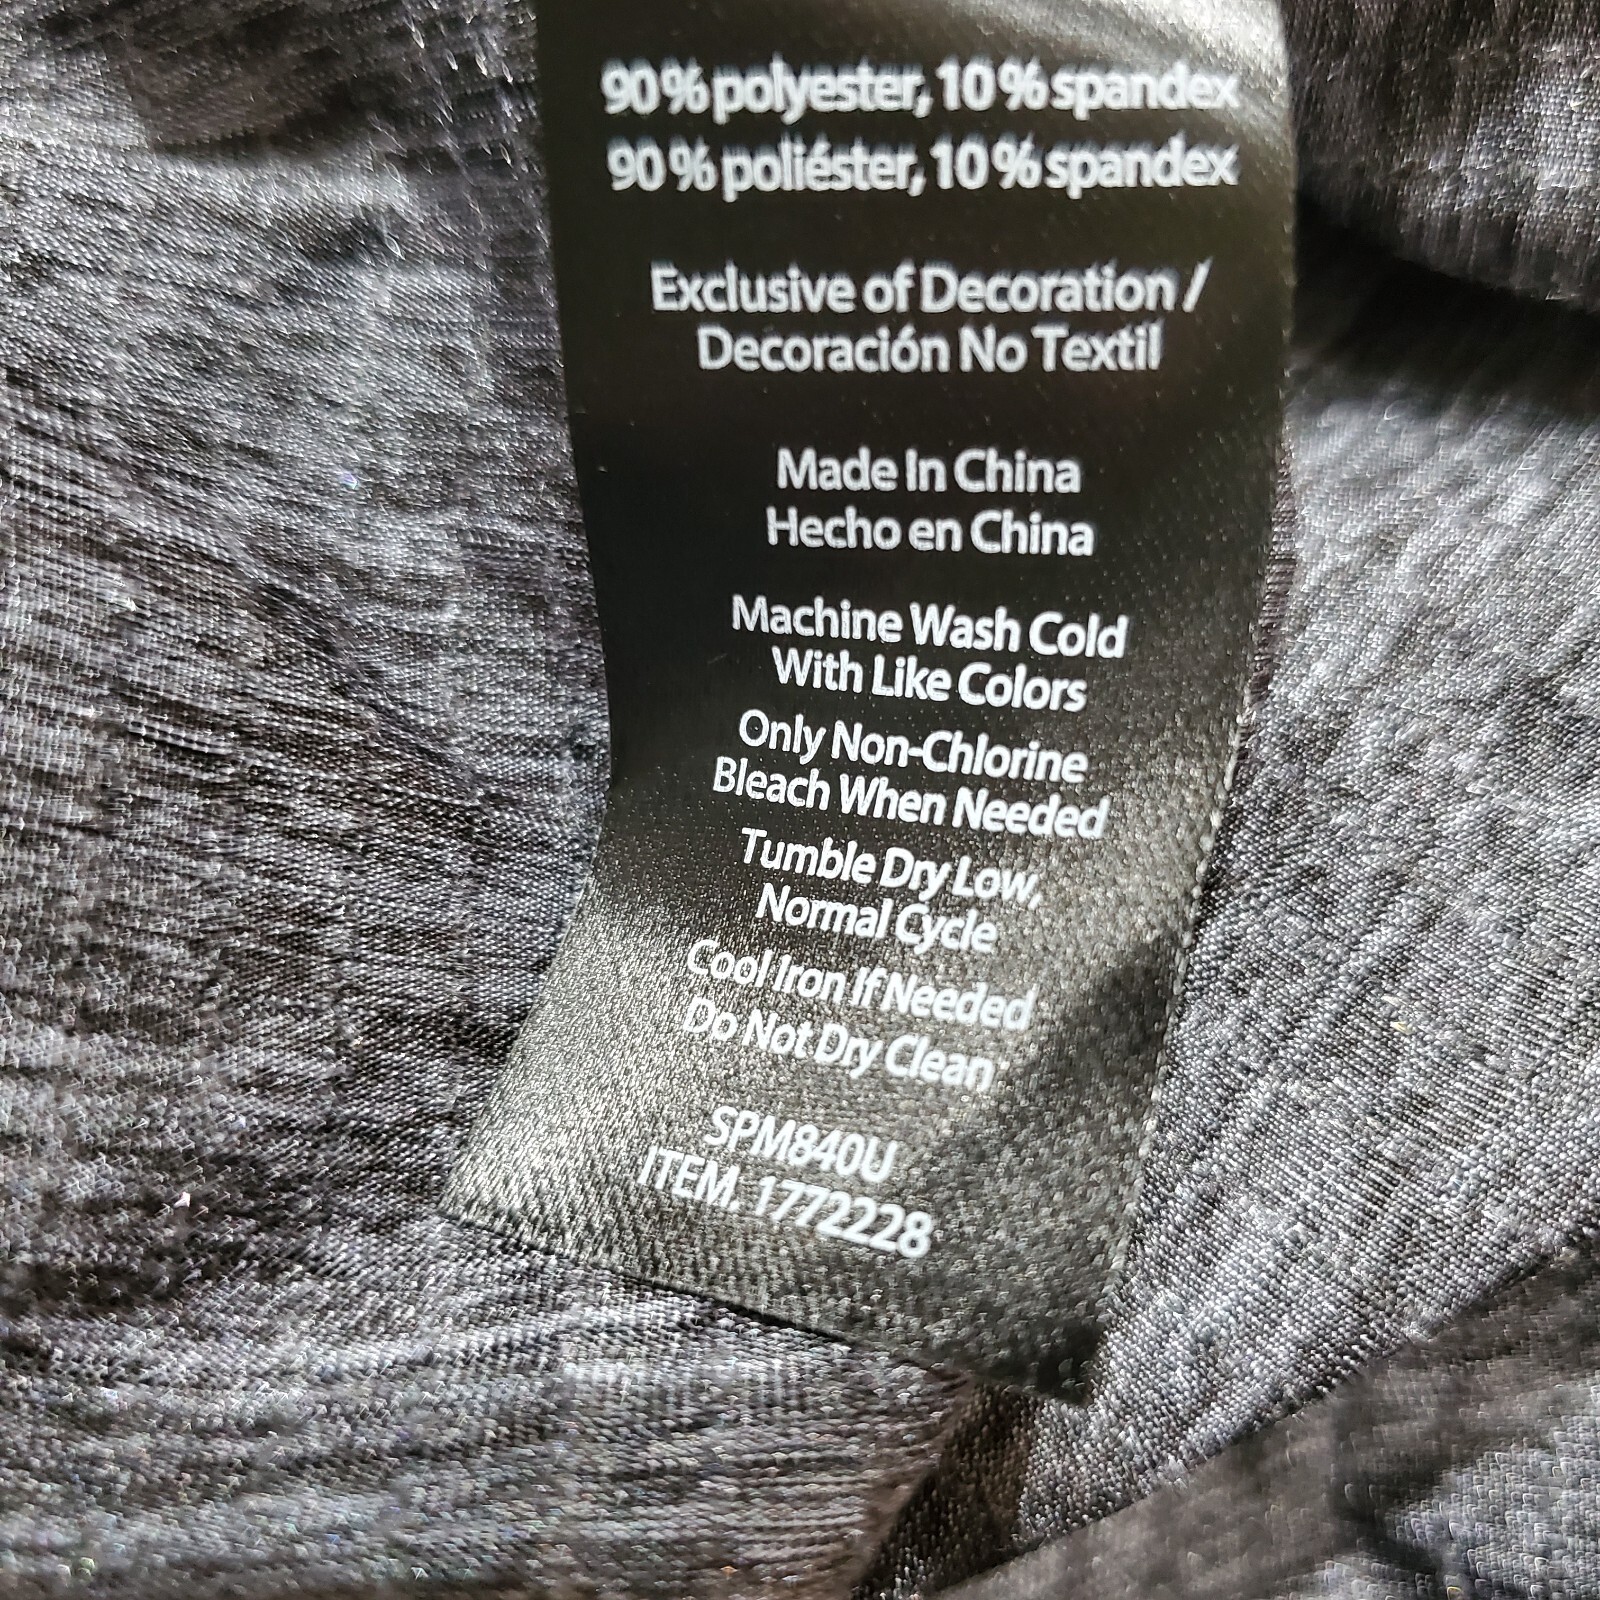 90% polyester, 10% spandex
90% poliéster, 10% spandex
Exclusive of Decoration /
Decoración No Textil
Made In China
Hecho en China
Machine Wash Cold
With Like Colors
Only Non-Chlorine
Bleach When Needed
Tumble Dry Low,
Normal Cycle
Cool Iron If Needed
Do Not Dry Clean
SPM840U
ITEM. 1772228